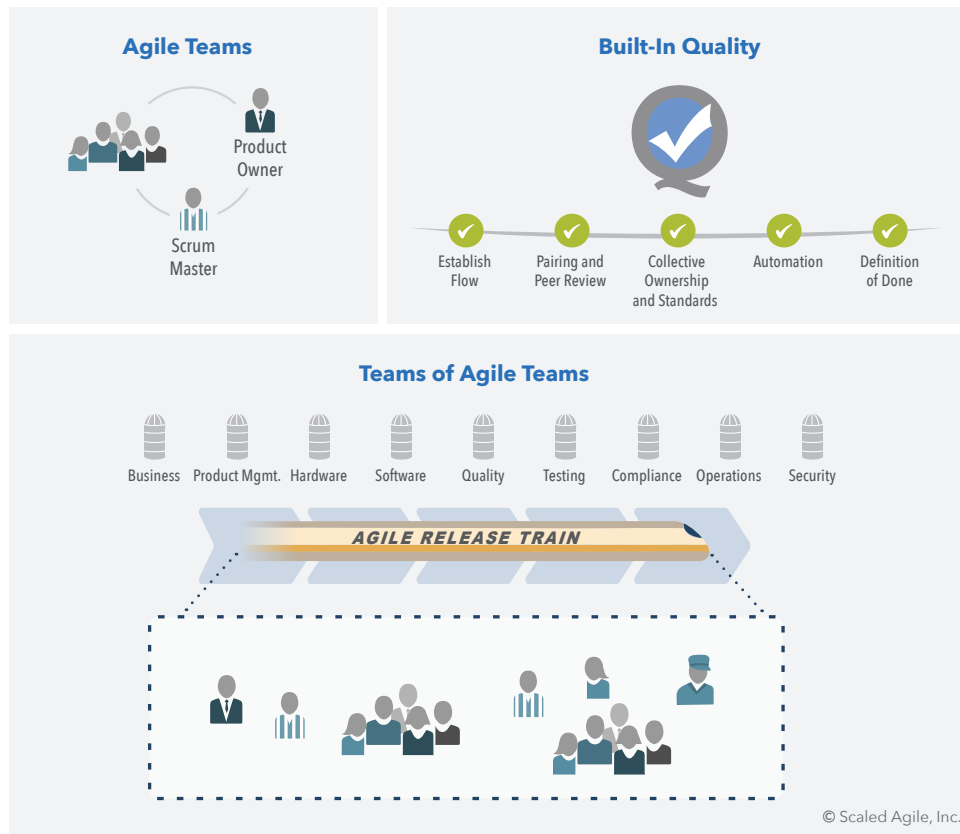 Agile Teams
Product
Owner
Scrum
Master
Built-In Quality
Establish
Flow
Pairing and
Peer Review
Collective
Ownership
and Standards
Automation
Definition
of Done
Teams of Agile Teams
Business
Product Mgmt.
Hardware
Software
Quality
Testing
Compliance
Operations
Security
AGILE RELEASE TRAIN
© Scaled Agile, Inc.